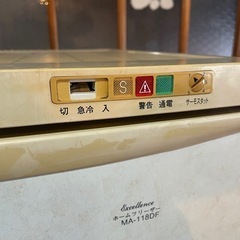 S
切 急冷 入 警告 通電 サーモスタット
Excellence
ホームフリーザー
MA-118DF